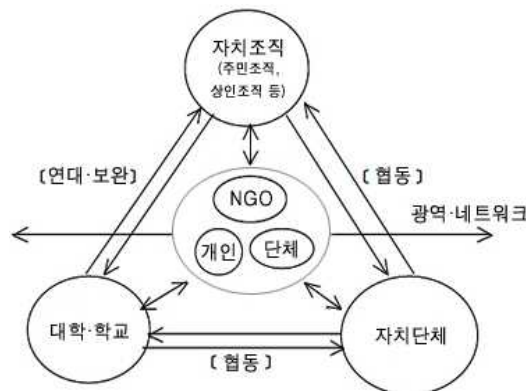 자치조직
(주민조직,
상인조직 등)
〔연대·보완〕
〔협동〕
NGO
광역·네트워크
개인
단체
대학·학교
자치단체
〔협동〕